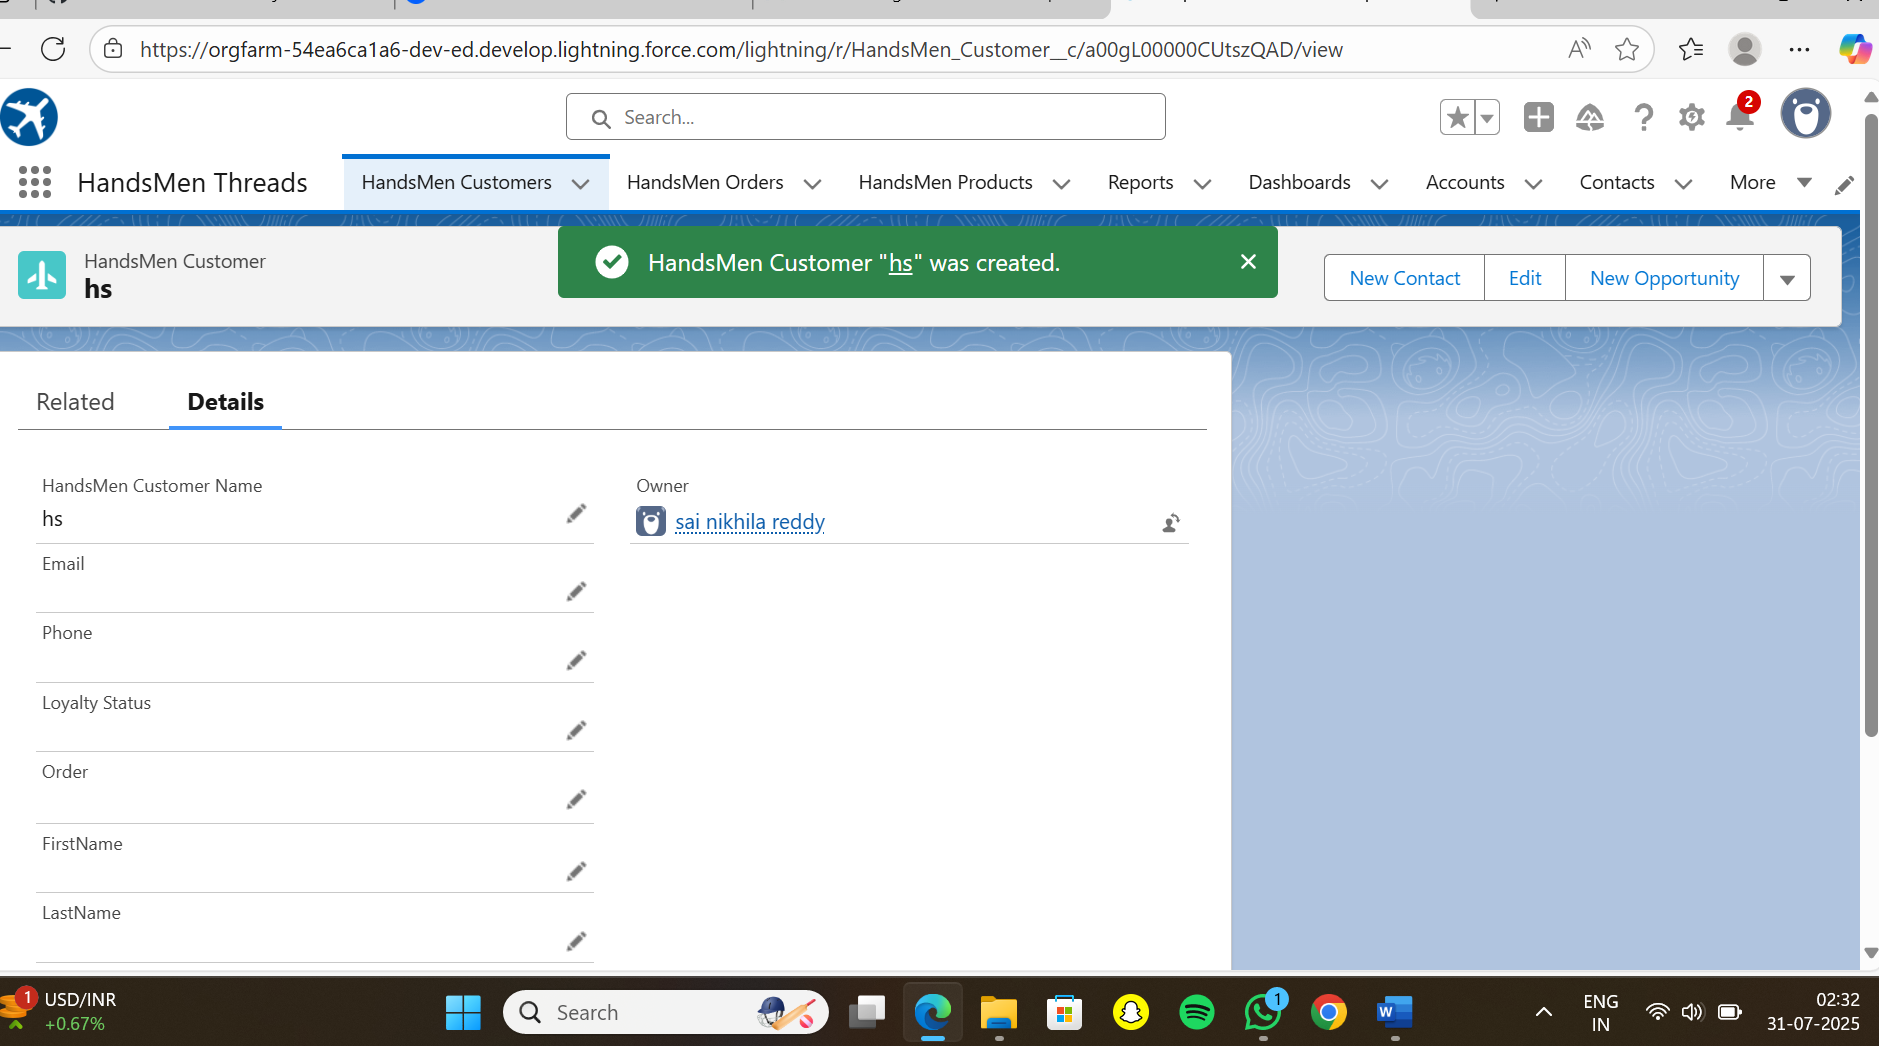 https://orgfarm-54ea6ca1a6-dev-ed.develop.lightning.force.com/lightning/r/HandsMen_Customer__c/a00gL00000CUtszQAD/view
Search...
2
HandsMen Threads
HandsMen Customers
HandsMen Orders
HandsMen Products
Reports
Dashboards
Accounts
Contacts
More
HandsMen Customer
hs
HandsMen Customer "hs" was created.
New Contact
Edit
New Opportunity
Related
Details
HandsMen Customer Name
hs
Owner
sai nikhila reddy
Email
Phone
Loyalty Status
Order
FirstName
LastName
1
USD/INR
+0.67%
Search
1
W
ENG
IN
02:32
31-07-2025